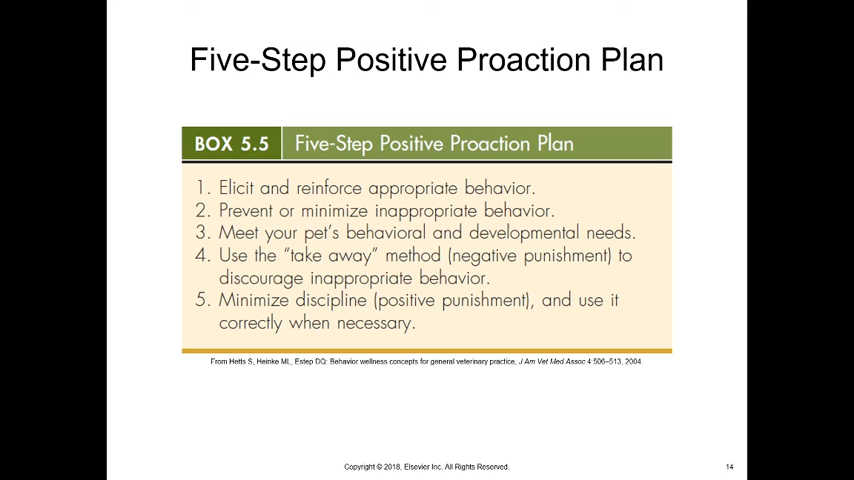 Five-Step Positive Proaction Plan
BOX 5.5 Five-Step Positive Proaction Plan
1. Elicit and reinforce appropriate behavior.
2. Prevent or minimize inappropriate behavior.
3. Meet your pet's behavioral and developmental needs.
4. Use the "take away" method (negative punishment) to
discourage inappropriate behavior.
5. Minimize discipline (positive punishment), and use it
correctly when necessary.
From Hetts S, Heinke ML, Estep DQ: Behavior wellness concepts for general veterinary practice, J Am Vet Med Assoc 4:506–513, 2004
Copyright © 2018, Elsevier Inc. All Rights Reserved.
14